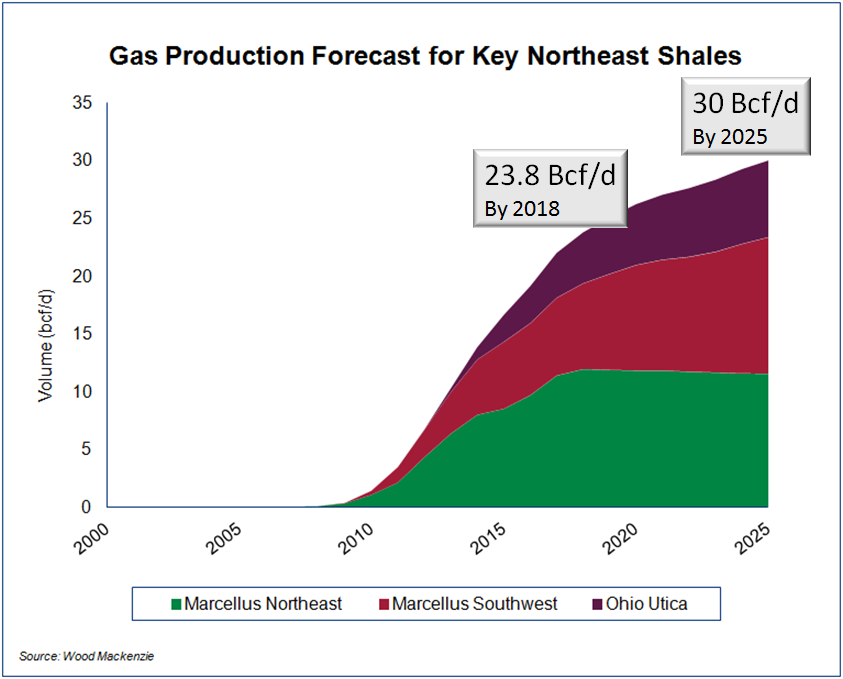 Gas Production Forecast for Key Northeast Shales
30 Bcf/d
By 2025
23.8 Bcf/d
By 2018
Volume (bcf/d)
35
30
25
20
15
10
5
0
2000
2005
2010
2015
2020
2025
Marcellus Northeast
Marcellus Southwest
Ohio Utica
Source: Wood Mackenzie